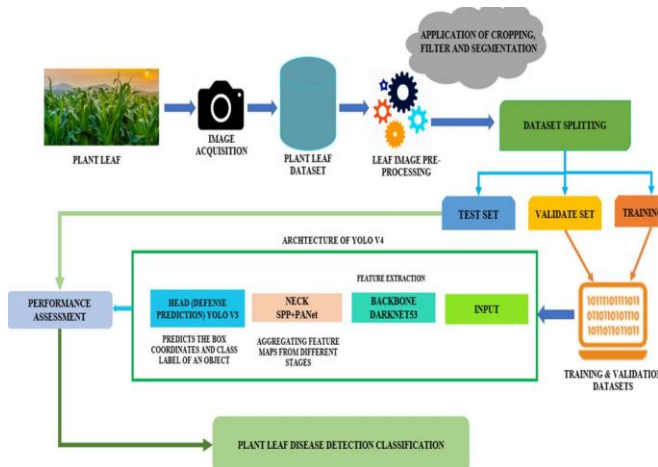 APPLICATION OF CROPPING,
FILTER AND SEGMENTATION
PLANT LEAF
IMAGE
ACQUISITION
PLANT LEAF
DATASET
LEAF IMAGE PRE-
PROCESSING
DATASET SPLITTING
TEST SET
VALIDATE SET
TRAINING
ARCHTECTURE OF YOLO V4
FEATURE EXTRACTION
PERFORMANCE
ASSESSMENT
HEAD (DEFENSE
PREDICTION) YOLO V3
NECK
SPP+PANet
BACKBONE
DARKNET53
INPUT
PREDICTS THE BOX
COORDINATES AND CLASS
LABEL OF AN OBJECT
AGGREGATING FEATURE
MAPS FROM DIFFERENT
STAGES
TRAINING & VALIDATION
DATASETS
PLANT LEAF DISEASE DETECTION CLASSIFICATION